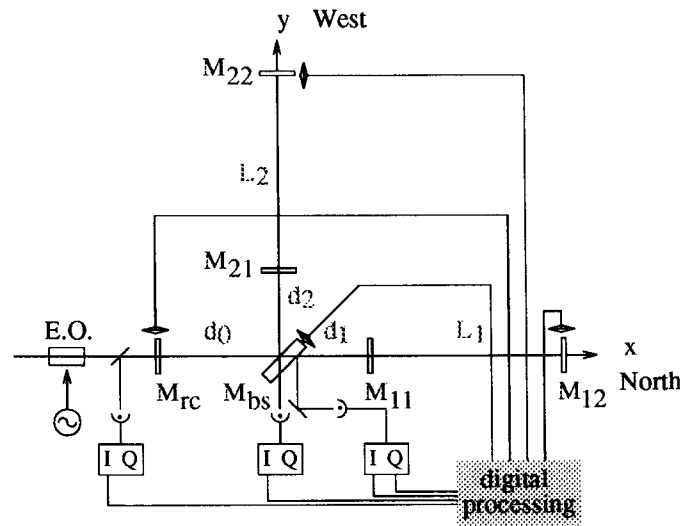 y West
M22
L2
M21
d2
E.O.
d0
d1
L1
x
North
Mrc
Mbs
M11
M12
I Q
I Q
I Q
digital
processing